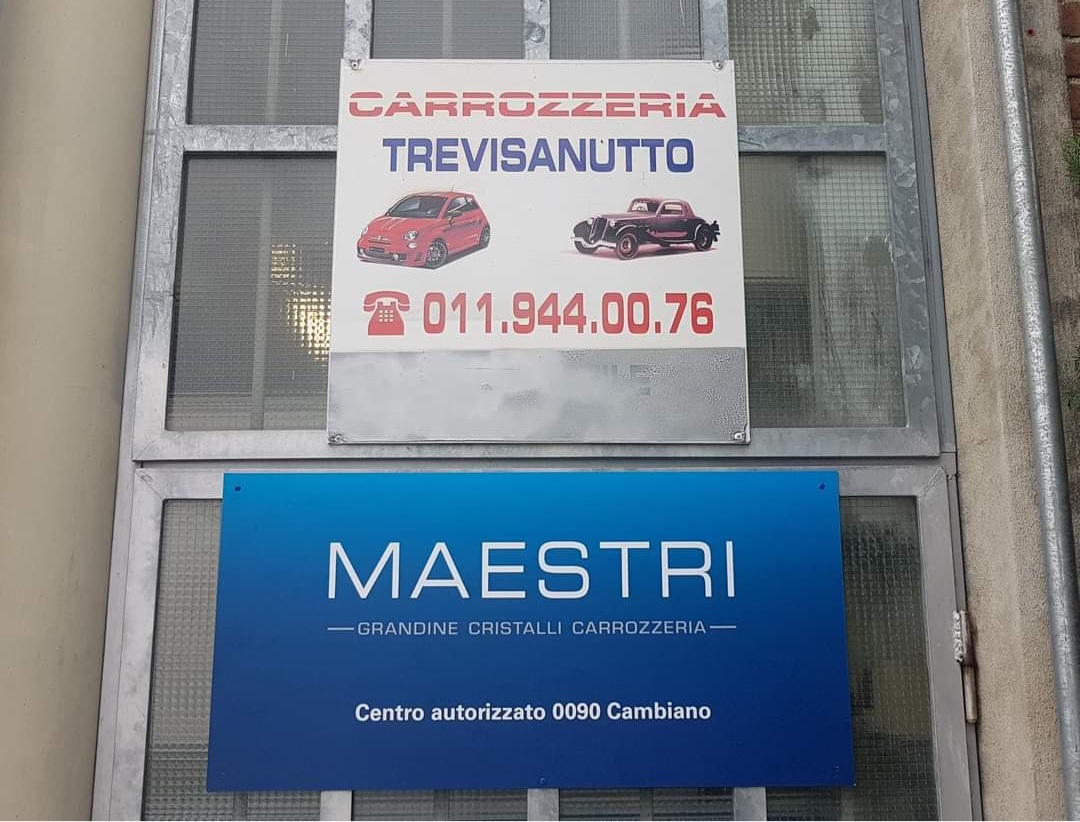 CARROZZERiA
TREVISANUTTO
011.944.00.76
MAESTRI
GRANDINE CRISTALLI CARROZZERIA
Centro autorizzato 0090 Cambiano